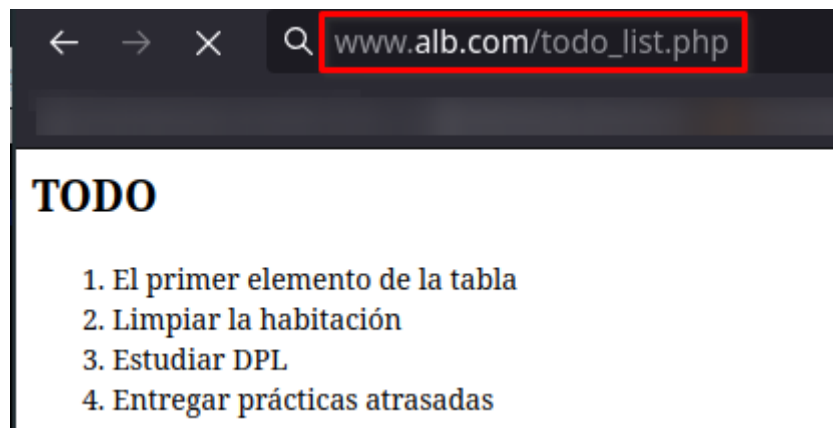 www.alb.com/todo_list.php
TODO
1. El primer elemento de la tabla
2. Limpiar la habitación
3. Estudiar DPL
4. Entregar prácticas atrasadas